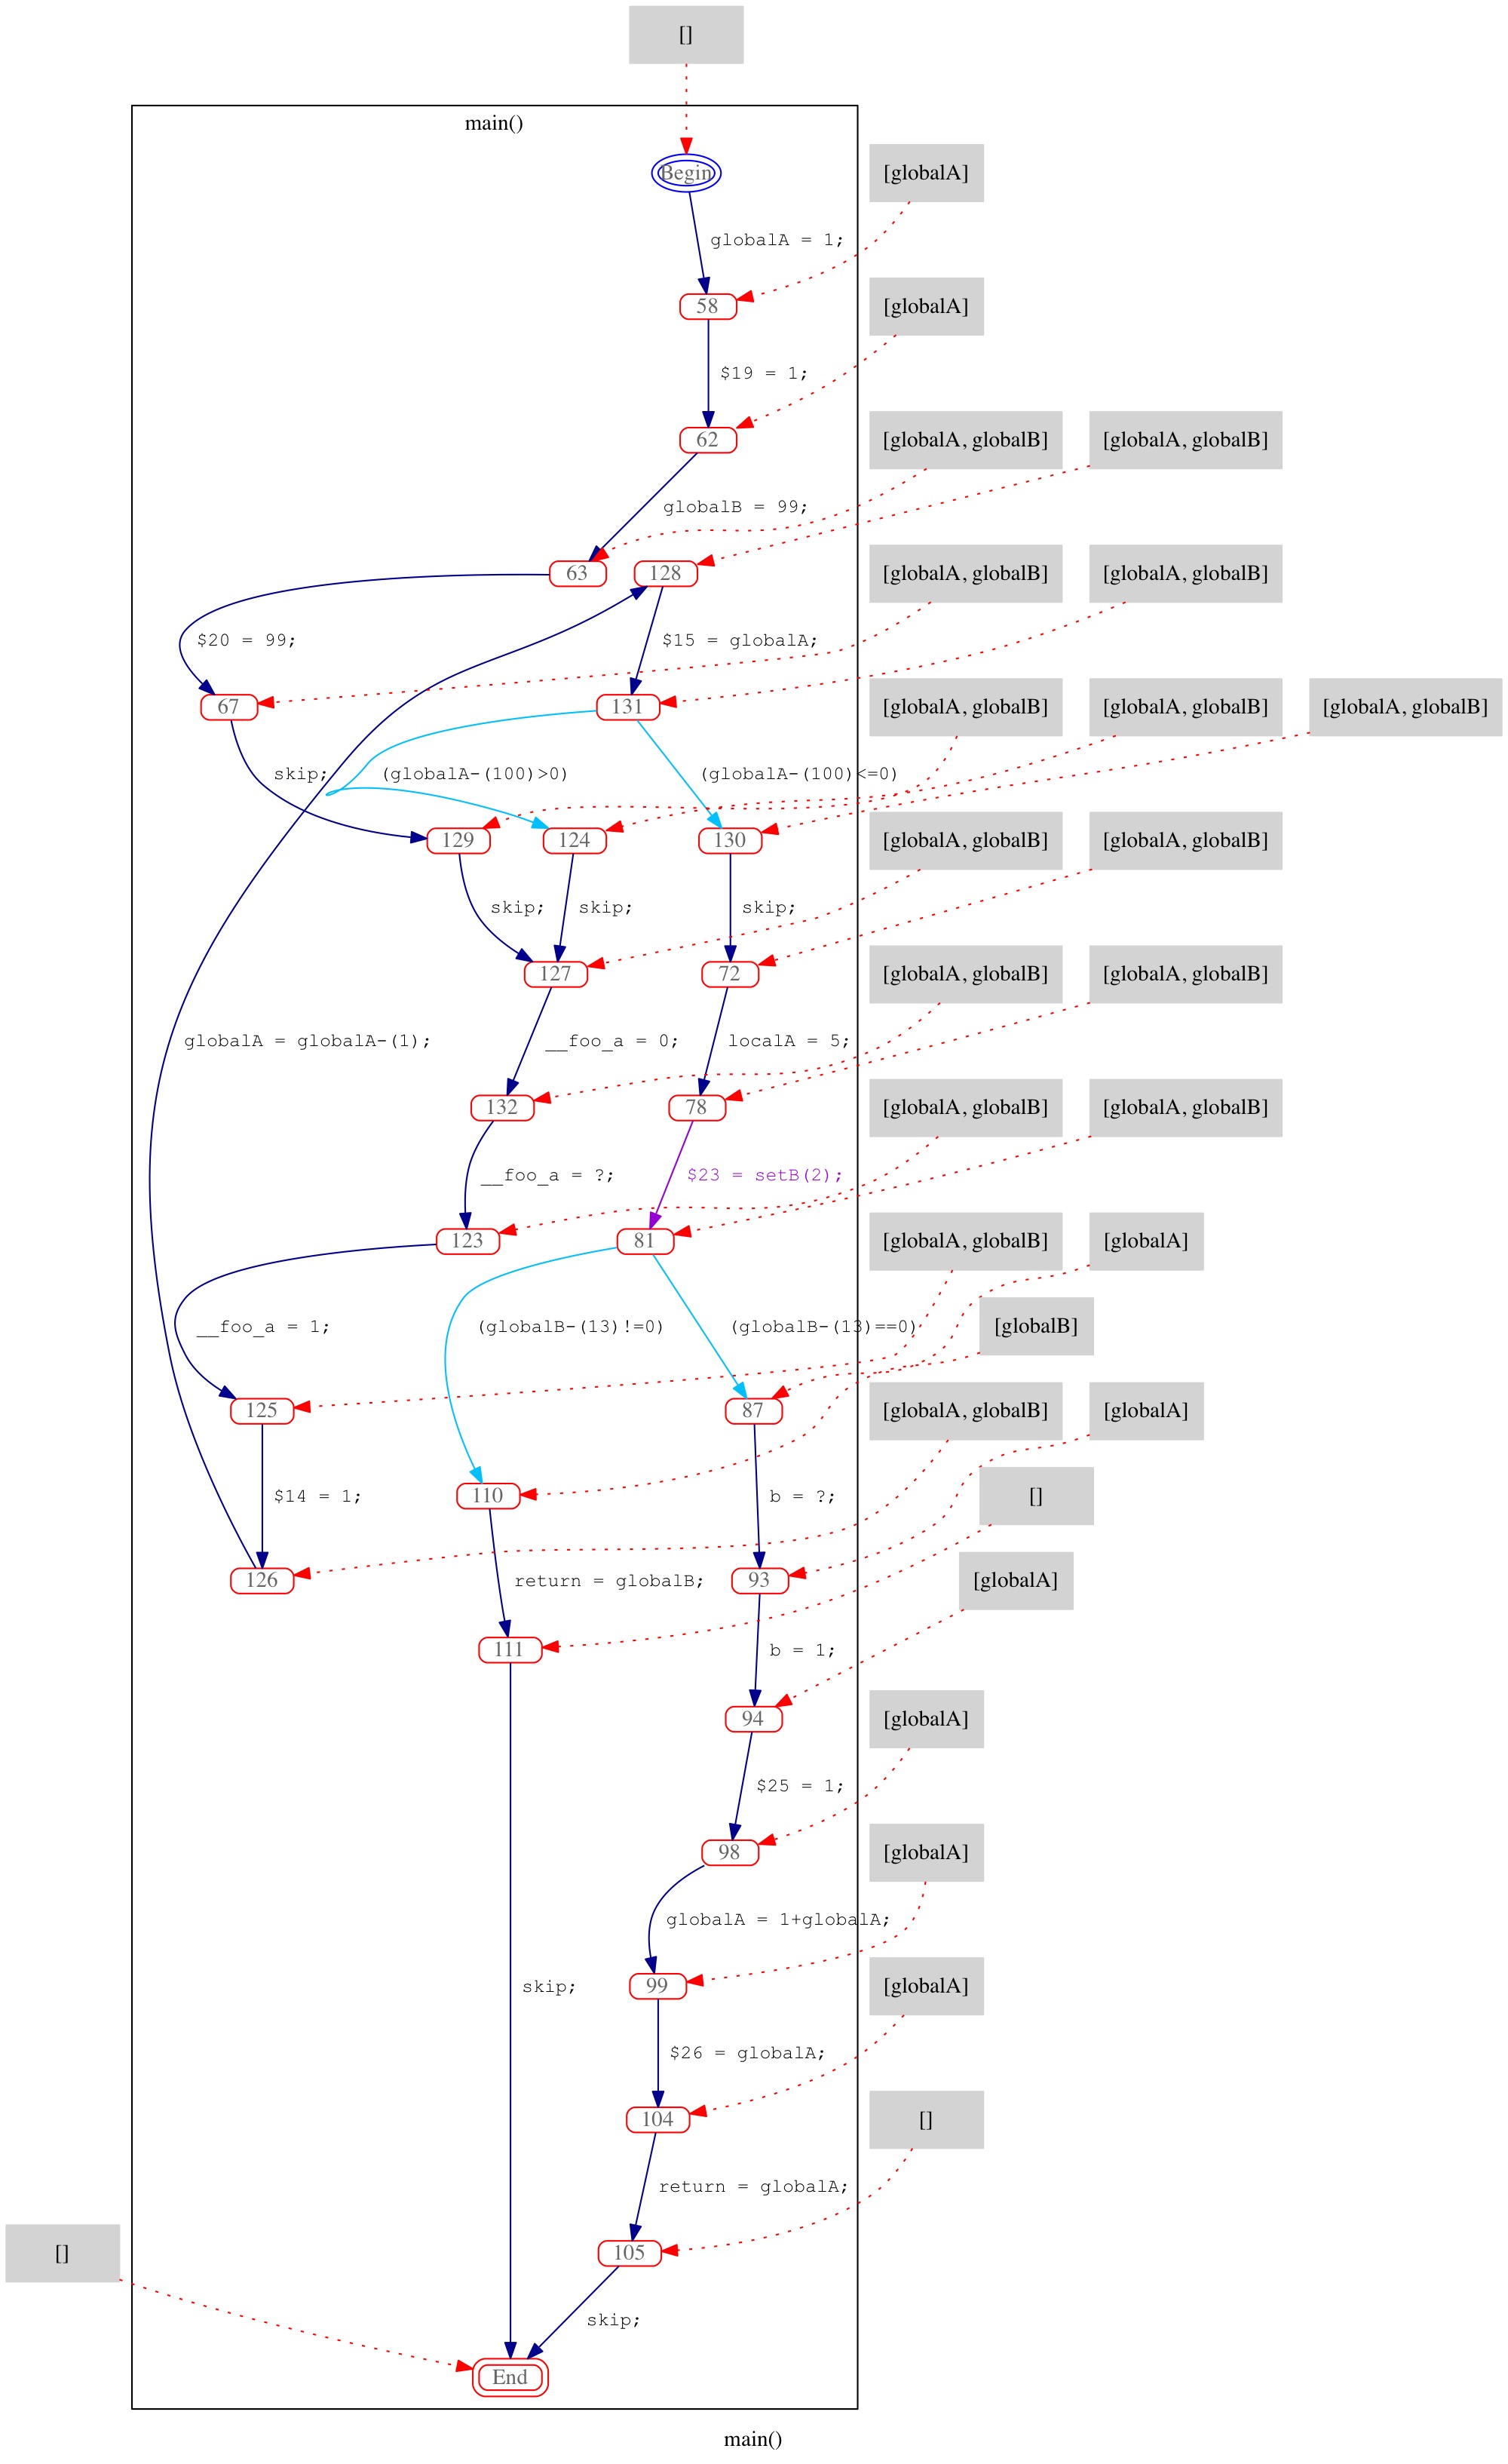 []
main()
Begin
[globalA]
globalA = 1;
58
[globalA]
$19 = 1;
62
[globalA, globalB]
[globalA, globalB]
globalB = 99;
63
128
[globalA, globalB]
[globalA, globalB]
$20 = 99;
$15 = globalA;
67
131
[globalA, globalB]
[globalA, globalB]
[globalA, globalB]
skip;
(globalA-(100)>0)
(globalA-(100)<=0)
129
124
130
[globalA, globalB]
[globalA, globalB]
skip;
skip;
skip;
127
72
[globalA, globalB]
[globalA, globalB]
globalA = globalA-(1);
__foo_a = 0;
localA = 5;
132
78
[globalA, globalB]
[globalA, globalB]
__foo_a = ?;
$23 = setB(2);
123
81
[globalA, globalB]
[globalA]
__foo_a = 1;
(globalB-(13)!=0)
(globalB-(13)==0)
[globalB]
125
87
[globalA, globalB]
[globalA]
$14 = 1;
110
b = ?;
[]
126
return = globalB;
93
[globalA]
111
b = 1;
94
[globalA]
$25 = 1;
98
[globalA]
globalA = 1+globalA;
skip;
99
[globalA]
$26 = globalA;
104
[]
return = globalA;
[]
105
skip;
End
main()